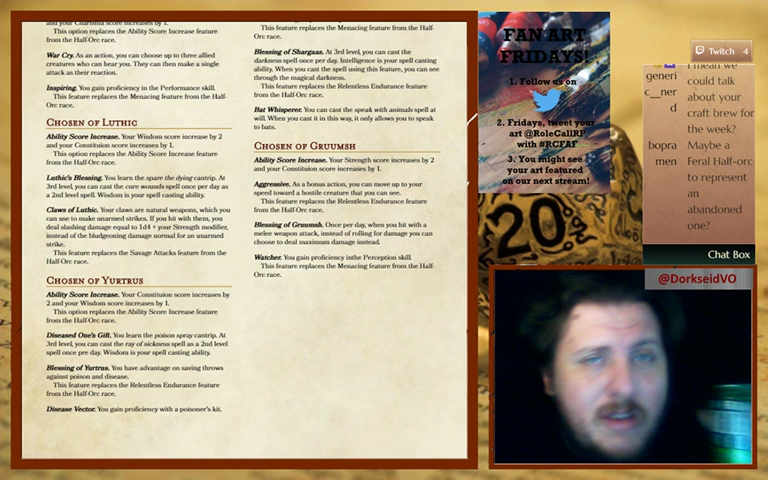 and your Charisma score increases by 1.
This option replaces the Ability Score Increase feature
from the Half-Orc race.
War Cry. As an action, you can choose up to three allied
creatures who can hear you. They can then make a single
attack as their reaction.
Inspiring. You gain proficiency in the Performance skill.
This feature replaces the Menacing feature from the Half-
Orc race.
Chosen of Luthic
Ability Score Increase. Your Wisdom score increase by 2
and your Constituion score increases by 1.
This option replaces the Ability Score Increase feature
from the Half-Orc race.
Luthic's Blessing. You learn the spare the dying cantrip. At
3rd level, you can cast the cure wounds spell once per day as
a 2nd level spell. Wisdom is your spell casting ability.
Claws of Luthic. Your claws are natural weapons, which you
can use to make unarmed strikes. If you hit with them, you
deal slashing damage equal to 1d4 + your Strength modifier,
instead of the bludgeoning damage normal for an unarmed
strike.
This feature replaces the Savage Attacks feature from the
Half-Orc race.
Chosen of Yurtrus
Ability Score Increase. Your Constituion score increases by
2 and your Wisdom score increases by 1.
This option replaces the Ability Score Increase feature
from the Half-Orc race.
Diseased One's Gift. You learn the poison spray cantrip. At
3rd level, you can cast the ray of sickness spell as a 2nd level
spell once per day. Wisdom is your spell casting ability.
Blessing of Yurtrus. You have advantage on saving throws
against poison and disease.
This feature replaces the Relentless Endurance feature
from the Half-Orc race.
Disease Vector. You gain proficiency with a poisoner's kit.
This feature replaces the Menacing feature from the Half-
Orc race.
Blessing of Shargaas. At 3rd level, you can cast the
darkness spell once per day. Intelligence is your spell casting
ability. When you cast the spell using this feature, you can see
through the magical darkness.
This feature replaces the Relentless Endurance feature
from the Half-Orc race.
Bat Whisperer. You can cast the speak with animals spell at
will. When you cast it in this way, it only allows you to speak
to bats.
Chosen of Gruumsh
Ability Score Increase. Your Strength score increases by 2
and your Constituion score increases by 1.
Aggressive. As a bonus action, you can move up to your
speed toward a hostile creature that you can see.
This feature replaces the Relentless Endurance feature
from the Half-Orc race.
Blessing of Gruumsh. Once per day, when you hit with a
melee weapon attack, instead of rolling for damage you can
choose to deal maximum damage instead.
Watcher. You gain proficiency inthe Perception skill.
This feature replaces the Menacing feature from the Half-
Orc race.
FAN ART
FRIDAYS!
1. Follow us on
2. Fridays, tweet your
art @RoleCallRP
with #RCFAF
3. You might see
your art featured
on our next stream!
20
Twitch 4
generi
c__ner
d
I mean we
could talk
about your
craft brew for
the week?
bopra
men
Maybe a
Feral Half-orc
to represent
an
abandoned
one?
Chat Box
@DorkseidVO